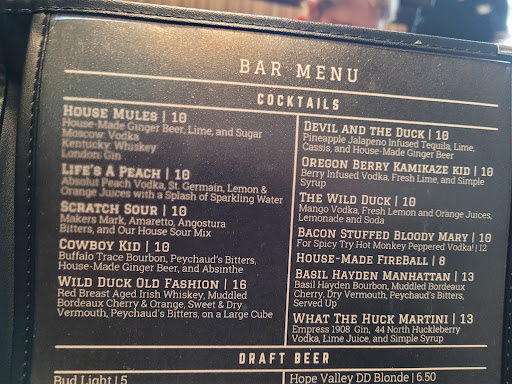 BAR MENU
COCKTAILS
HOUSE MULES | 10
House-Made Ginger Beer, Lime, and Sugar
Moscow: Vodka
Kentucky: Whiskey
London: Gin
LIFE'S A PEACH | 10
Absolut Peach Vodka, St. Germain, Lemon &
Orange Juices with a Splash of Sparkling Water
SCRATCH SOUR | 10
Makers Mark, Amaretto, Angostura
Bitters, and Our House Sour Mix
COWBOY KID | 10
Buffalo Trace Bourbon, Peychaud's Bitters,
House-Made Ginger Beer, and Absinthe
WILD DUCK OLD FASHION | 16
Red Breast Aged Irish Whiskey, Muddled
Bordeaux Cherry & Orange, Sweet & Dry
Vermouth, Peychaud's Bitters, on a Large Cube
DEVIL AND THE DUCK | 10
Pineapple Jalapeno Infused Tequila, Lime,
Cassis, and House-Made Ginger Beer
OREGON BERRY KAMIKAZE KID | 10
Berry Infused Vodka, Fresh Lime, and Simple
Syrup
THE WILD DUCK | 10
Mango Vodka, Fresh Lemon and Orange Juices,
Lemonade and Soda
BACON STUFFED BLOODY MARY | 10
For Spicy Try Hot Monkey Peppered Vodka! | 12
HOUSE-MADE FIREBALL | 8
BASIL HAYDEN MANHATTAN | 13
Basil Hayden Bourbon, Muddled Bordeaux
Cherry, Dry Vermouth, Peychaud's Bitters,
Served Up
WHAT THE HUCK MARTINI | 13
Empress 1908 Gin, 44 North Huckleberry
Vodka, Lime Juice, and Simple Syrup
DRAFT BEER
Bud Light | 5
Hope Valley DD Blonde | 6.50